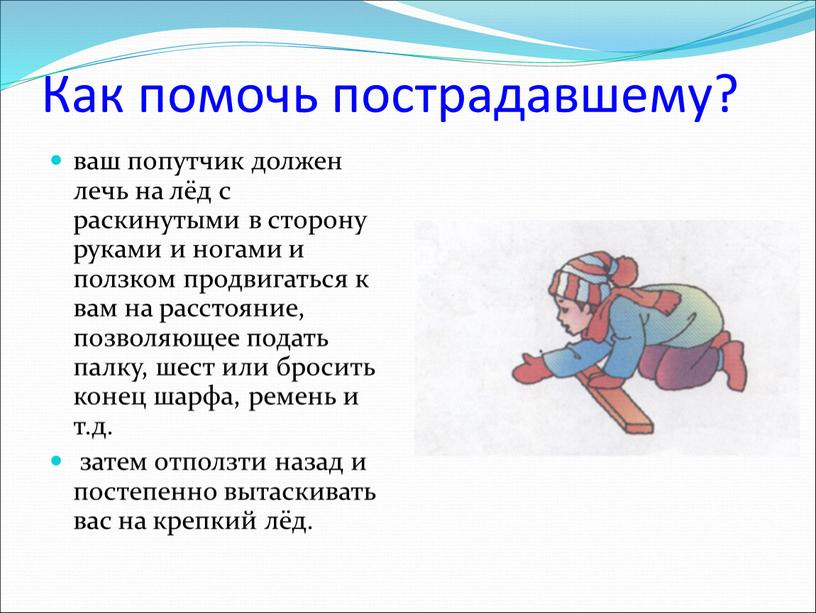 Как помочь пострадавшему?
ваш попутчик должен
лечь на лёд с
раскинутыми в сторону
руками и ногами и
ползком продвигаться к
вам на расстояние,
позволяющее подать
палку, шест или бросить
конец шарфа, ремень и
т.д.
затем отползти назад и
постепенно вытаскивать
вас на крепкий лёд.